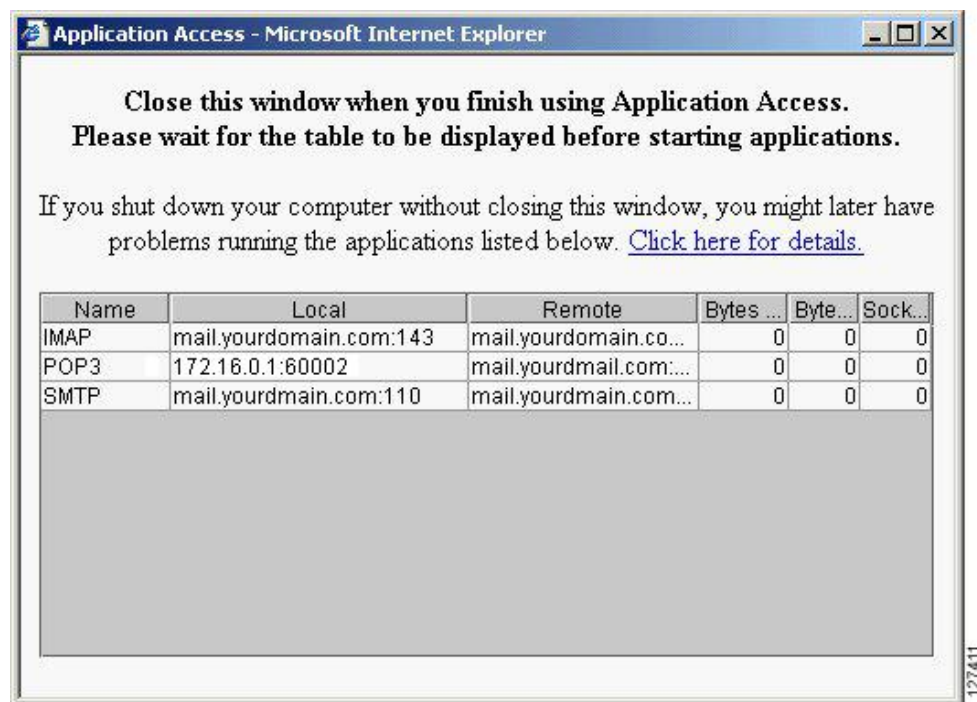 Application Access - Microsoft Internet Explorer
Close this window when you finish using Application Access.
Please wait for the table to be displayed before starting applications.
If you shut down your computer without closing this window, you might later have
problems running the applications listed below. Click here for details.
Name Local Remote Bytes ... Byte... Sock...
IMAP mail.yourdomain.com:143 mail.yourdomain.co... 0 0 0
POP3 172.16.0.1:60002 mail.yourdmail.com:... 0 0 0
SMTP mail.yourdmain.com:110 mail.yourdmain.com... 0 0 0
127411